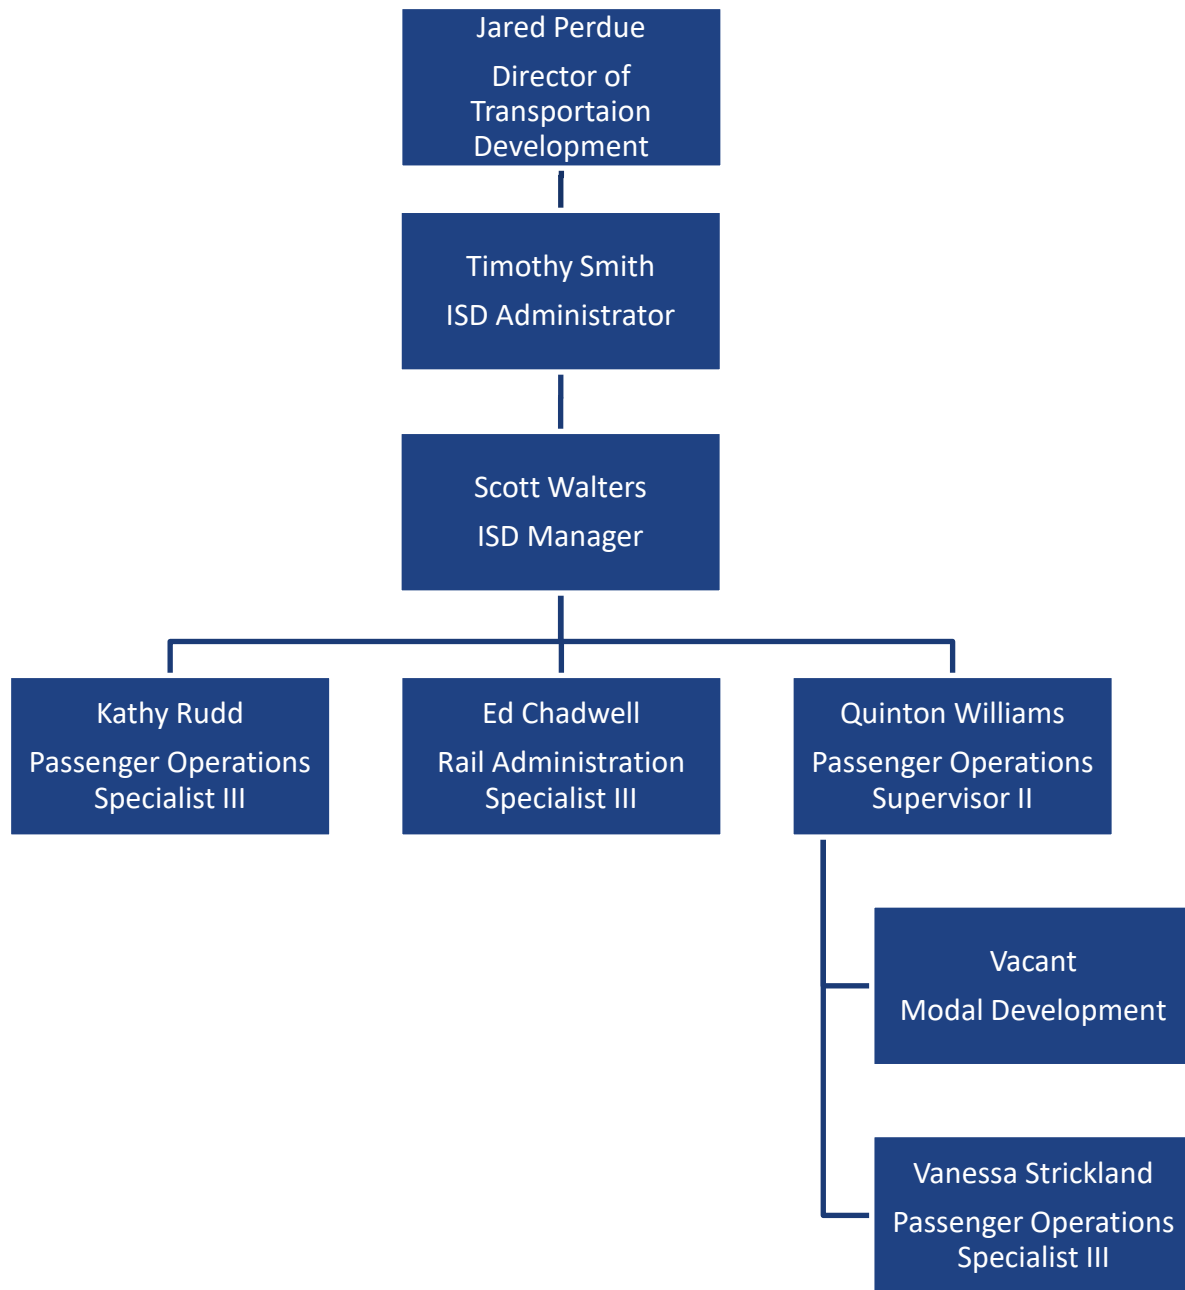 Jared Perdue
Director of
Transportaion
Development
Timothy Smith
ISD Administrator
Scott Walters
ISD Manager
Kathy Rudd
Passenger Operations
Specialist III
Ed Chadwell
Rail Administration
Specialist III
Quinton Williams
Passenger Operations
Supervisor II
Vacant
Modal Development
Vanessa Strickland
Passenger Operations
Specialist III